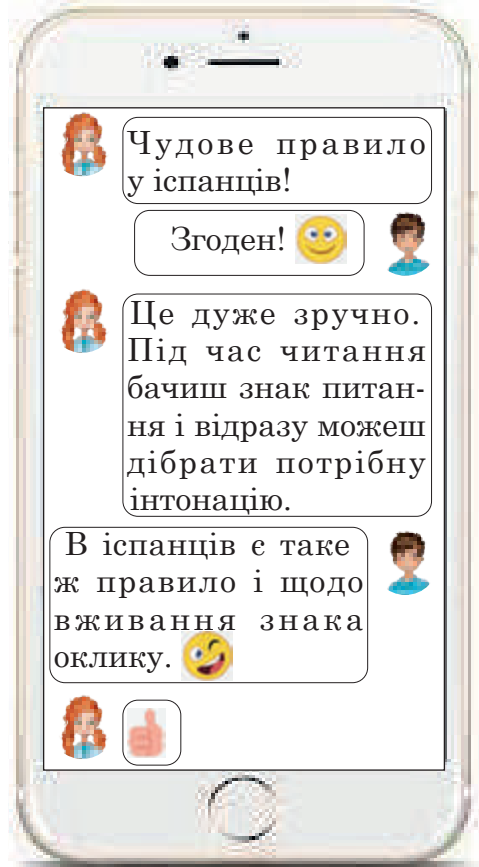 Чудове правило
у іспанців!
Згоден!
Це дуже зручно.
Під час читання
бачиш знак питан-
ня і відразу можеш
дібрати потрібну
інтонацію.
В іспанців є таке
ж правило і щодо
вживання знака
оклику.